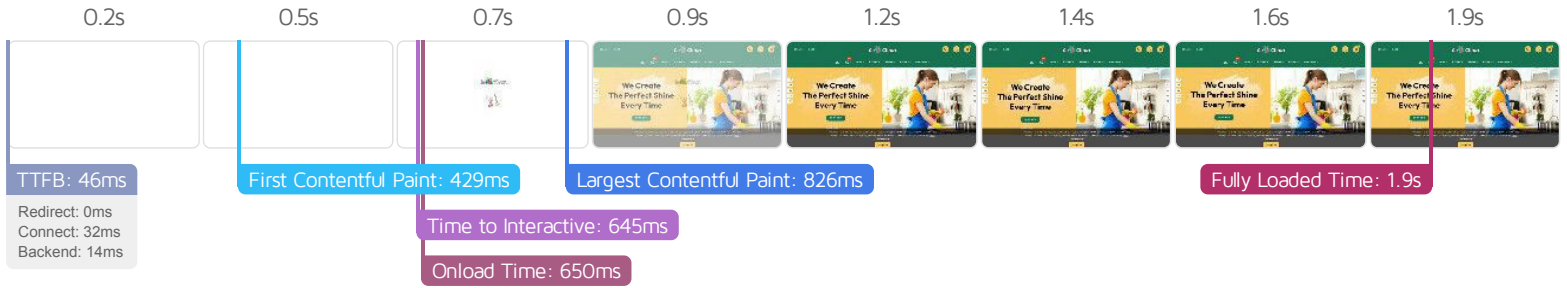 0.2s
0.5s
0.7s
0.9s
1.2s
1.4s
1.6s
1.9s
We Create
The Perfect Shine
Every Time
We Create
The Perfect Shine
Every Time
We Create
The Perfect Shine
Every Time
We Create
The Perfect Shine
Every Time
We Create
The Perfect Shine
Every Time
TTFB: 46ms
First Contentful Paint: 429ms
Largest Contentful Paint: 826ms
Fully Loaded Time: 1.9s
Redirect: 0ms
Connect: 32ms
Backend: 14ms
Time to Interactive: 645ms
Onload Time: 650ms